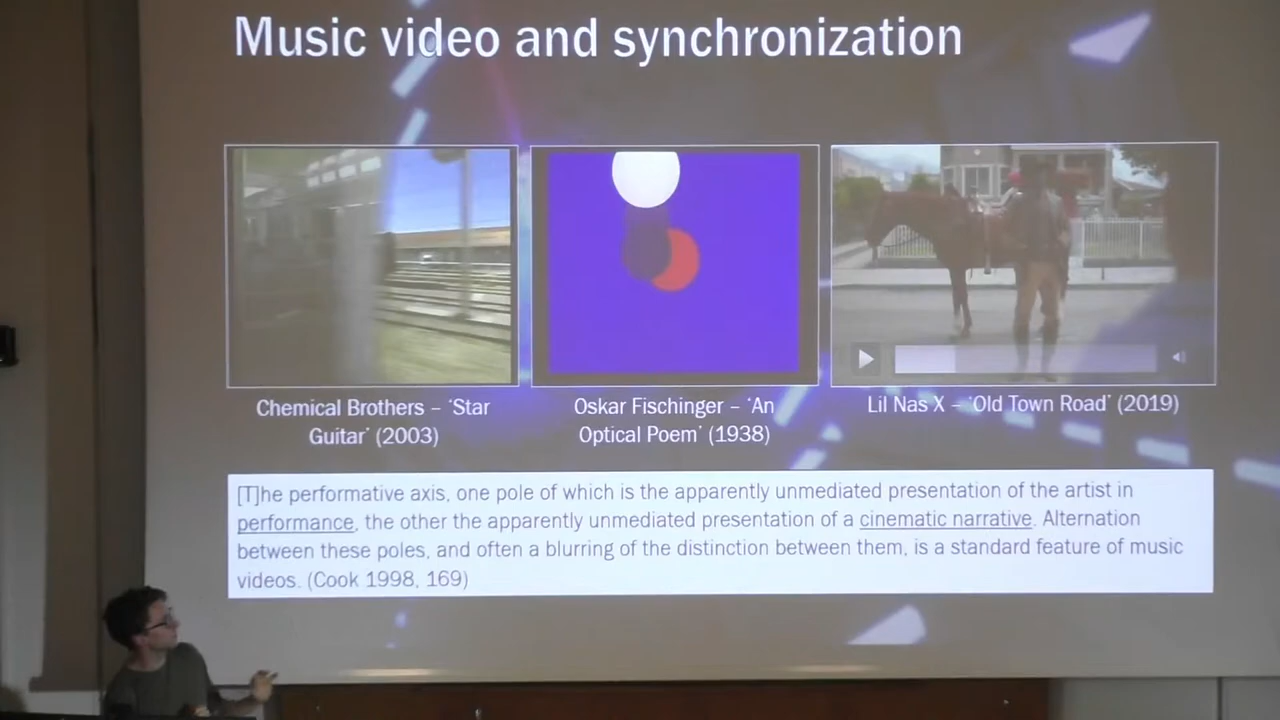 Music video and synchronization
Chemical Brothers – ‘Star
Guitar’ (2003)
Oskar Fischinger – ‘An
Optical Poem’ (1938)
Lil Nas X – ‘Old Town Road’ (2019)
[T]he performative axis, one pole of which is the apparently unmediated presentation of the artist in
performance, the other the apparently unmediated presentation of a cinematic narrative. Alternation
between these poles, and often a blurring of the distinction between them, is a standard feature of music
videos. (Cook 1998, 169)